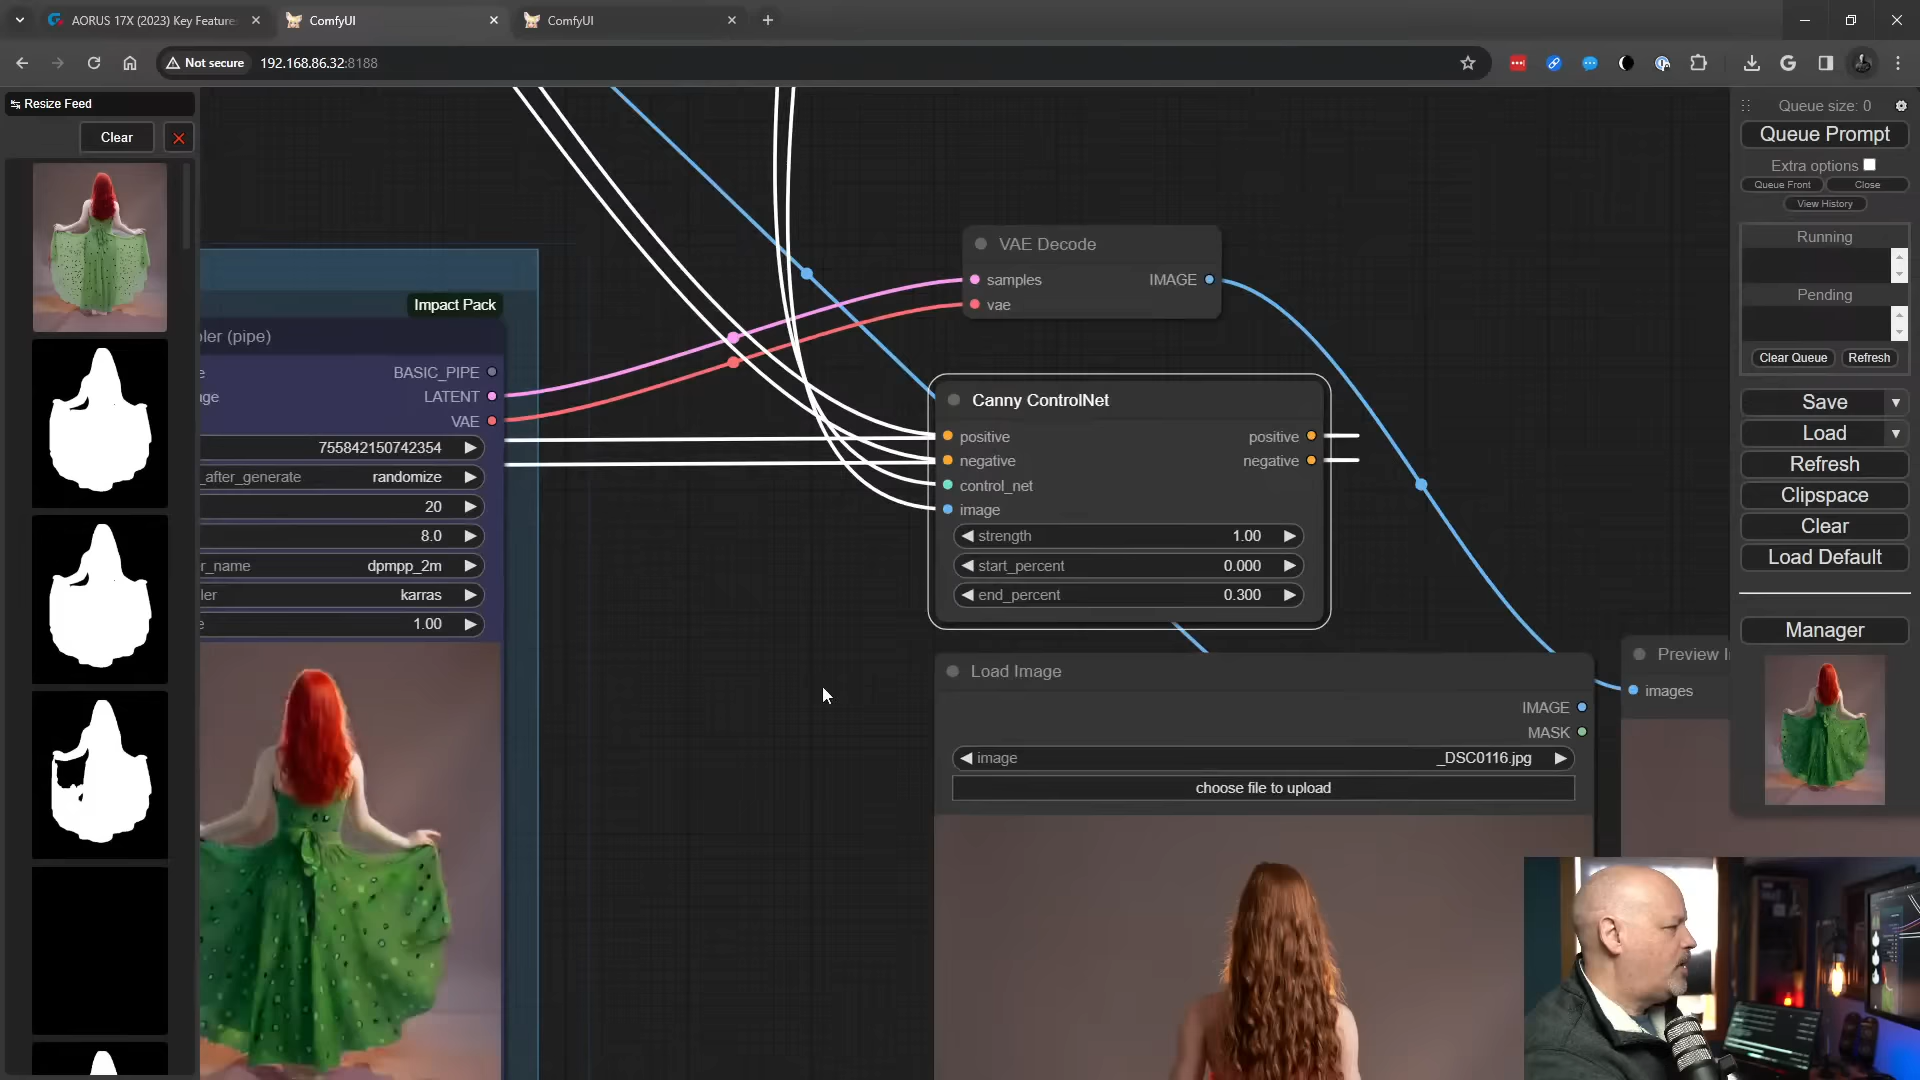 AORUS 17X (2023) Key Feature
ComfyUI
ComfyUI
Not secure
192.168.86.32:8188
Resize Feed
Clear
Queue size: 0
Queue Prompt
Extra options
Queue Front
Close
View History
Running
Pending
Clear Queue
Refresh
Save
Load
Refresh
Clipspace
Clear
Load Default
Manager
Impact Pack
ler (pipe)
BASIC_PIPE
ge
LATENT
VAE
755842150742354
_after_generate
randomize
20
8.0
r_name
dpmpp_2m
ler
karras
1.00
VAE Decode
samples
IMAGE
vae
Canny ControlNet
positive
positive
negative
negative
control_net
image
strength
1.00
start_percent
0.000
end_percent
0.300
Load Image
IMAGE
MASK
image
_DSC0116.jpg
choose file to upload
Preview I
images